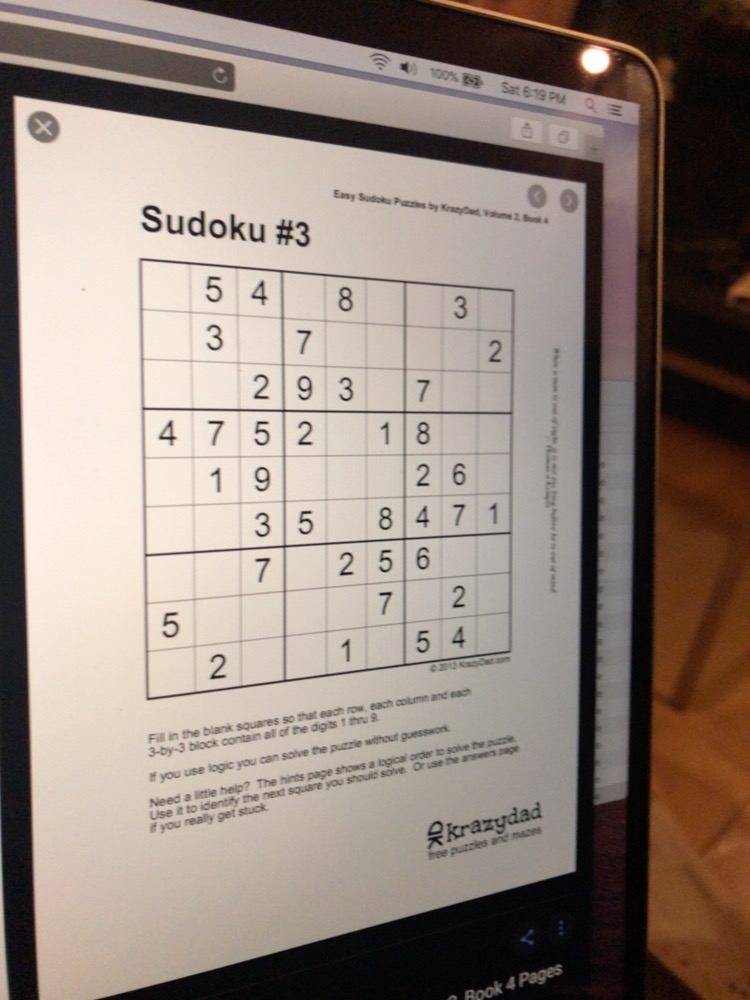 100%
Sat 6:19 PM
Easy Sudoku Puzzles by KrazyDad, Volume 2, Book 4
Sudoku #3
5 4 8 3
3 7 2
2 9 3 7
4 7 5 2 1 8
1 9 2 6
3 5 8 4 7 1
7 2 5 6
5 7 2
2 1 5 4
© 2013 KrazyDad.com
Fill in the blank squares so that each row, each column and each
3-by-3 block contain all of the digits 1 thru 9.
If you use logic you can solve the puzzle without guesswork.
Need a little help? The hints page shows a logical order to solve the puzzle.
Use it to identify the next square you should solve. Or use the answers page
if you really get stuck.
KD krazydad
free puzzles and mazes
Book 4 Pages